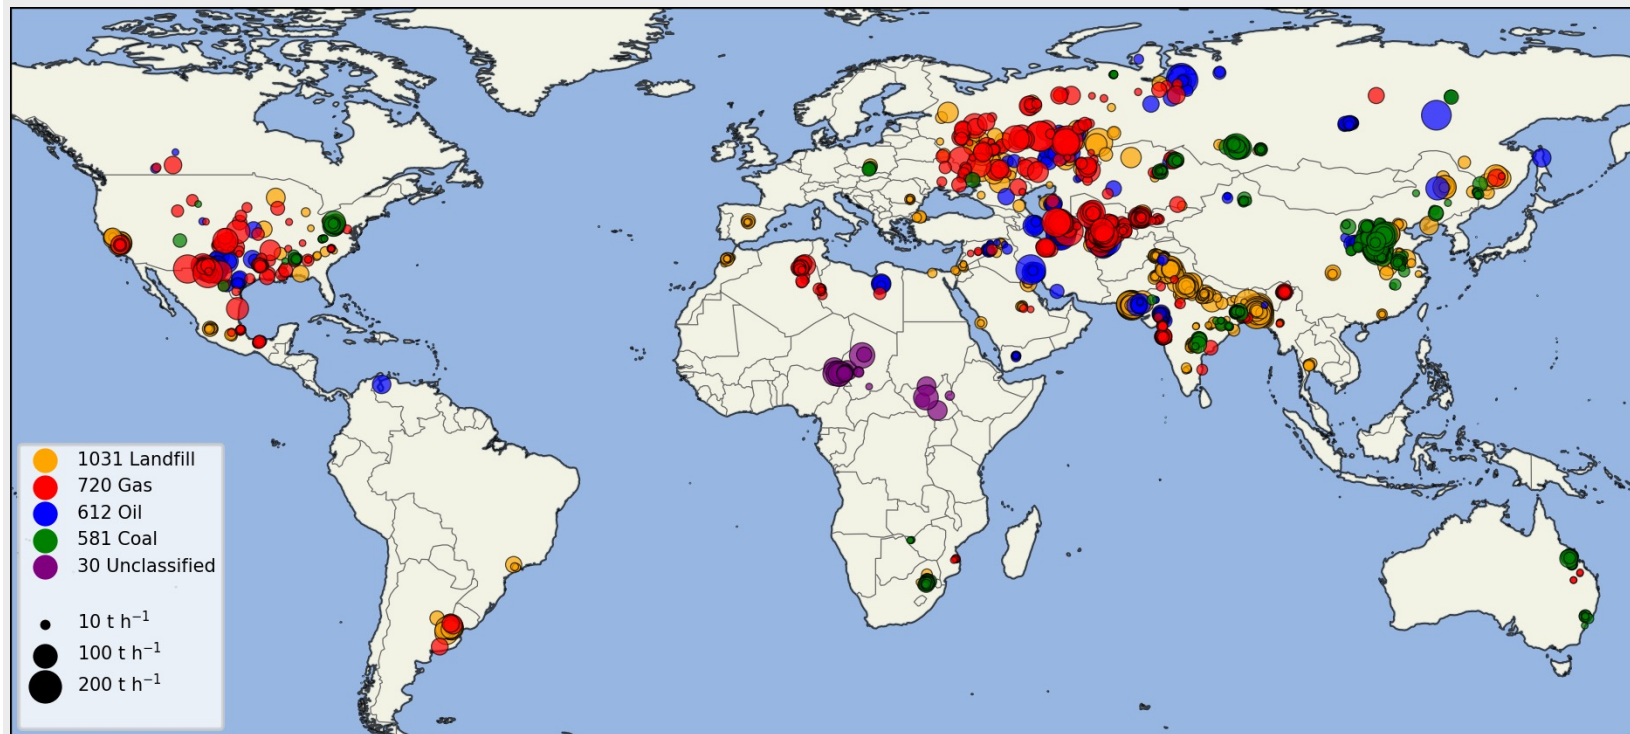 1031 Landfill
720 Gas
612 Oil
581 Coal
30 Unclassified
10 t h⁻¹
100 t h⁻¹
200 t h⁻¹